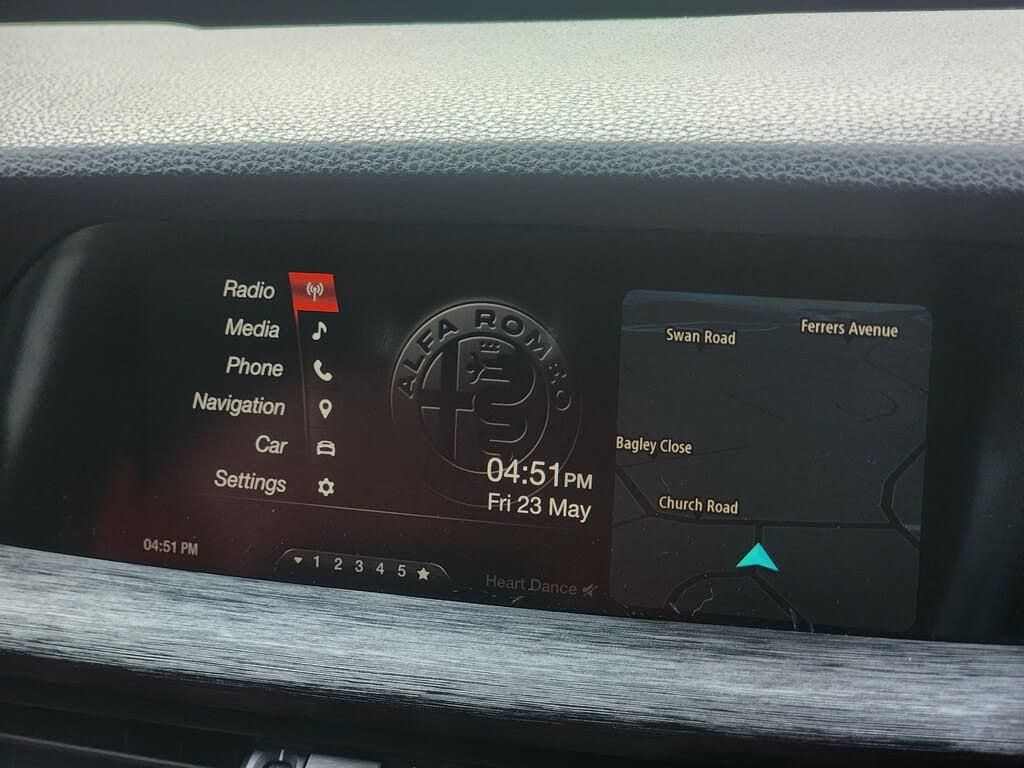 Radio
Media
Phone
Navigation
Car
Settings
04:51 PM
1 2 3 4 5
ALFA ROMEO
04:51PM
Fri 23 May
Heart Dance
Swan Road
Ferrers Avenue
Bagley Close
Church Road